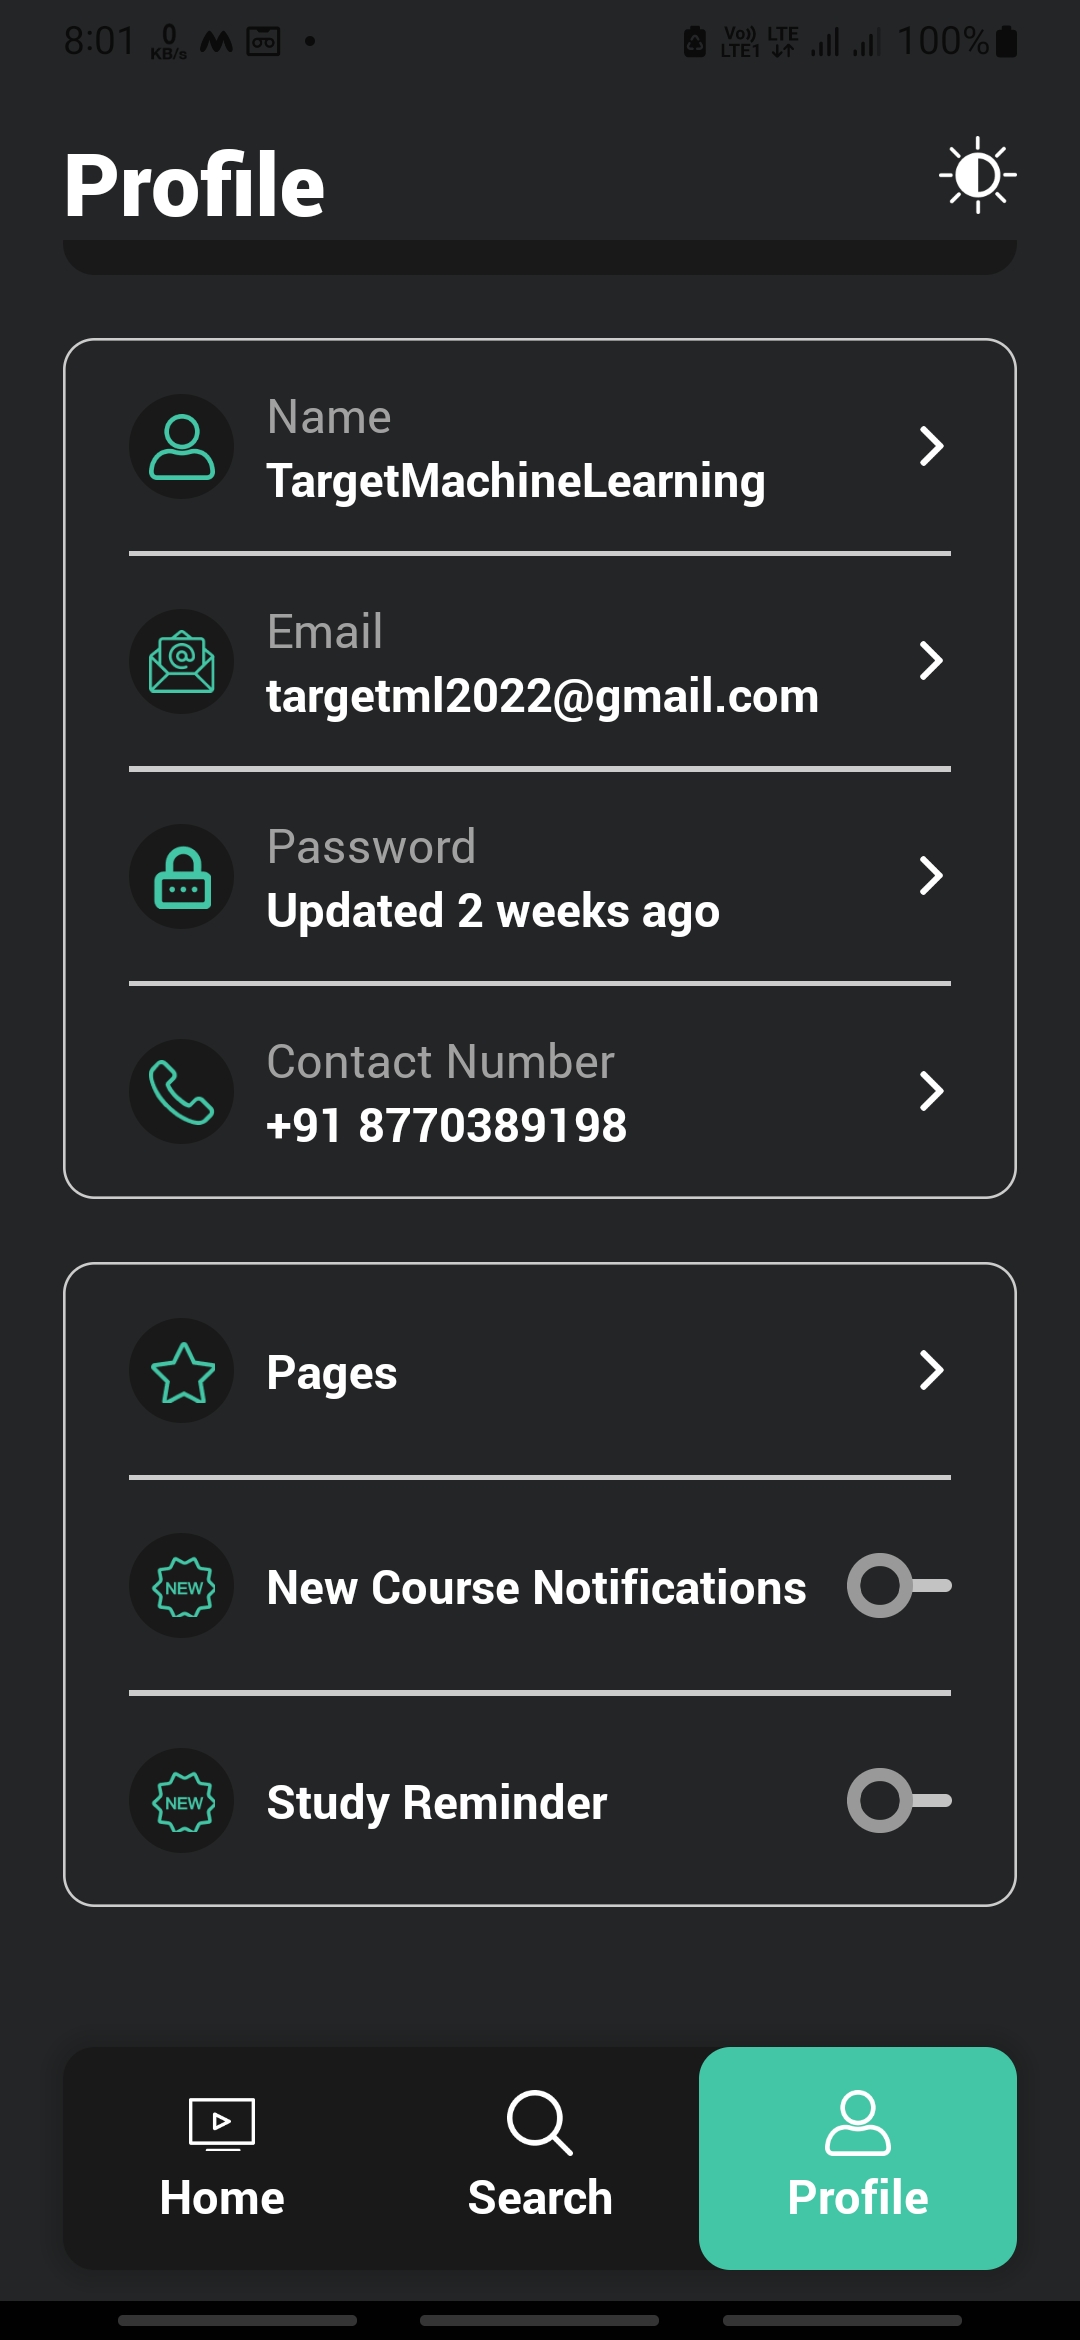 8:01 0 KB/s Vo)) LTE1 LTE 100%
Profile
Name
TargetMachineLearning
Email
targetml2022@gmail.com
Password
Updated 2 weeks ago
Contact Number
+91 8770389198
Pages
NEW New Course Notifications
NEW Study Reminder
Home Search Profile